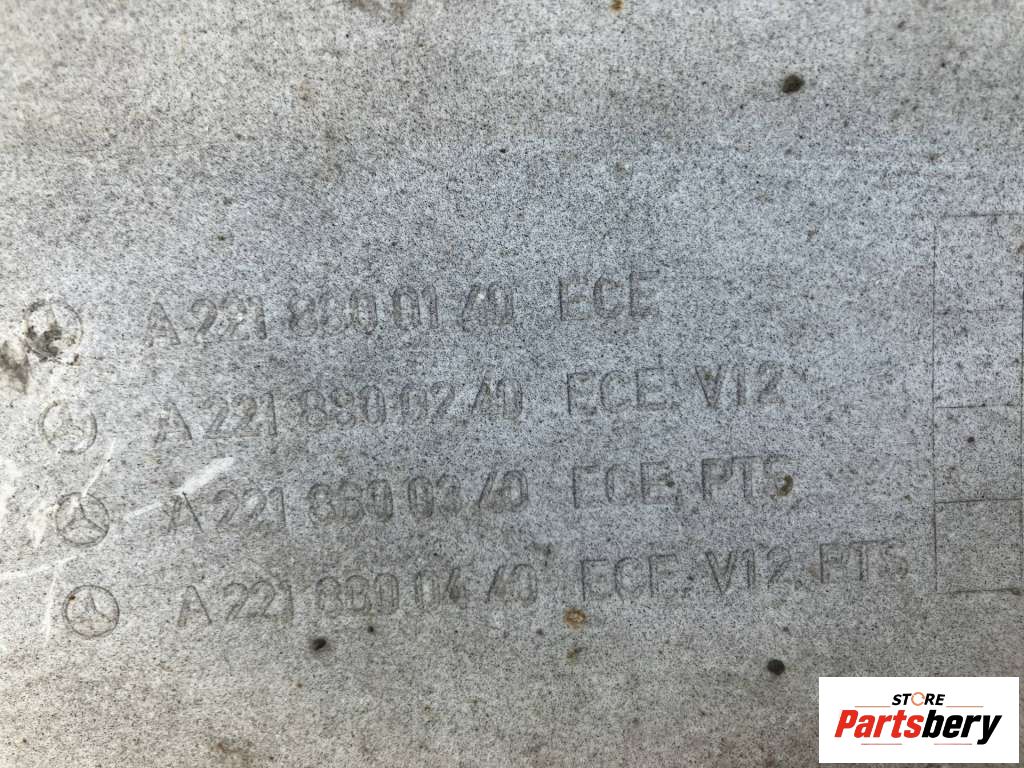 A 221 880 01 40 ECE
A 221 880 02 40 ECE, V12
A 221 880 03 40 ECE, PTS
A 221 880 04 40 ECE, V12, PTS
STORE
Partsbery